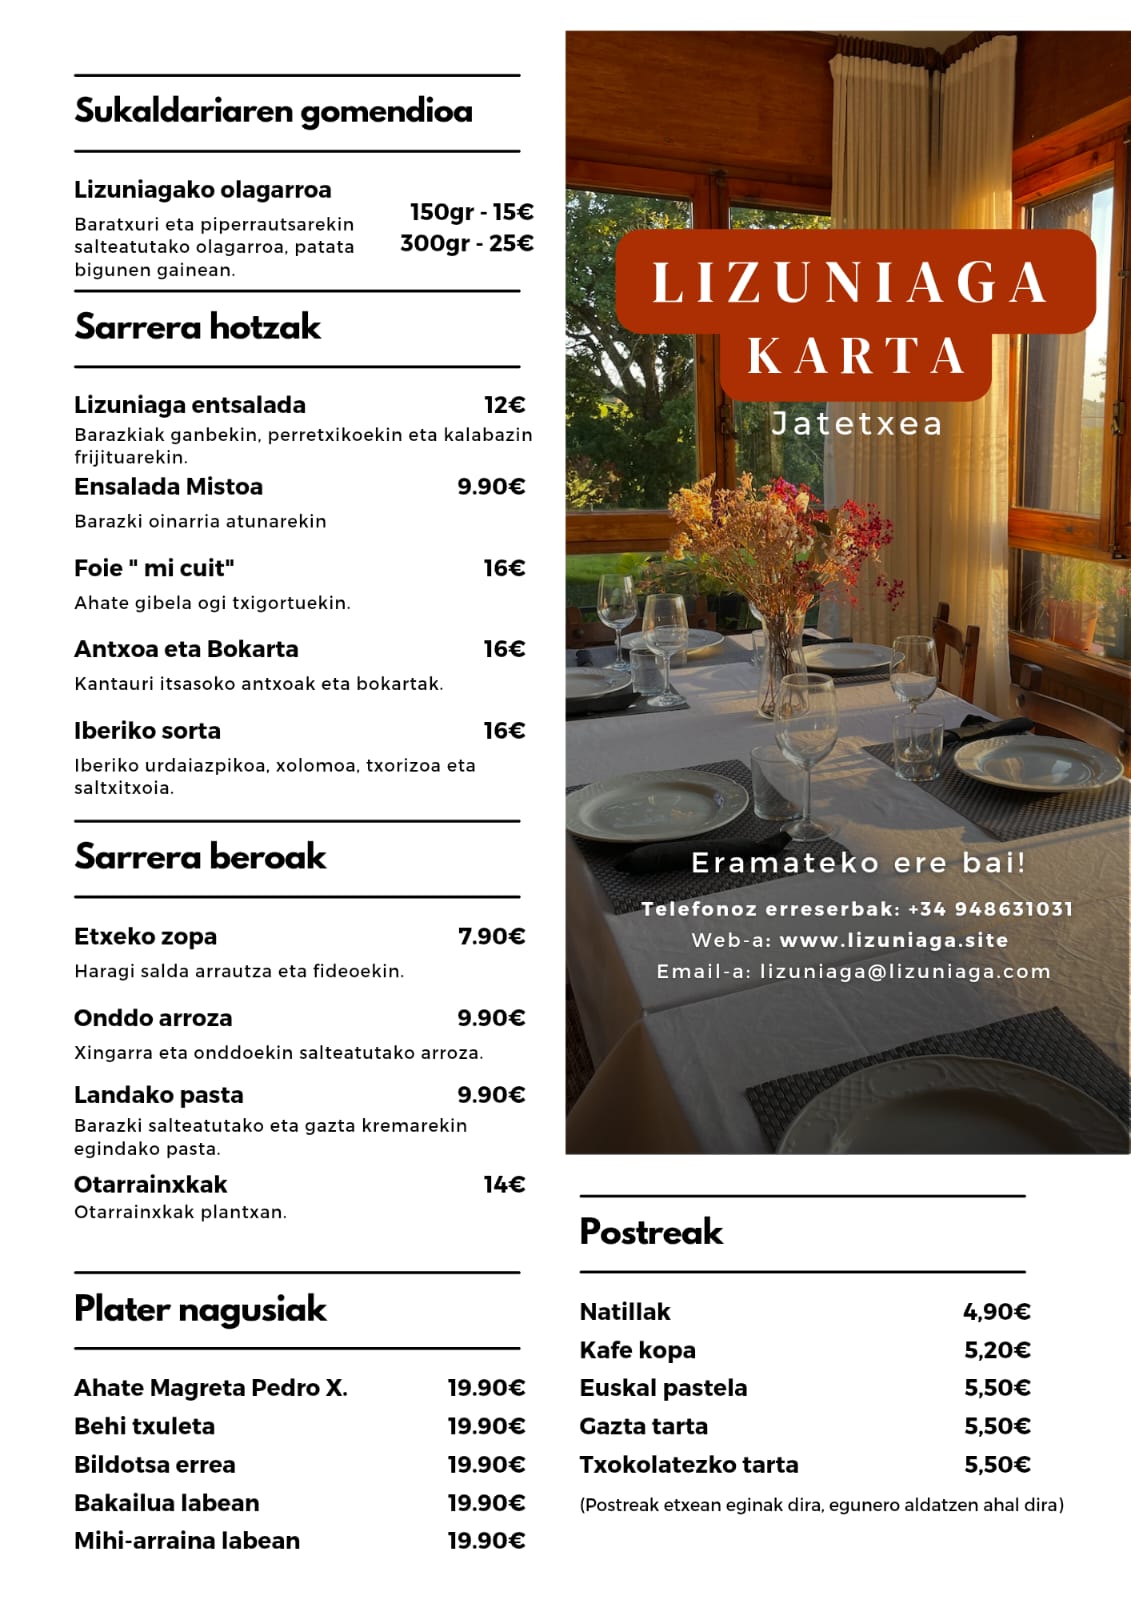 Sukaldariaren gomendioa
Lizuniagako olagarroa
Baratxuri eta piperrautsarekin
salteatutako olagarroa, patata
bigunen gainean.
150gr - 15€
300gr - 25€
Sarrera hotzak
Lizuniaga entsalada 12€
Barazkiak ganbekin, perretxikoekin eta kalabazin
frijituarekin.
Ensalada Mistoa 9.90€
Barazki oinarria atunarekin
Foie " mi cuit" 16€
Ahate gibela ogi txigortuekin.
Antxoa eta Bokarta 16€
Kantauri itsasoko antxoak eta bokartak.
Iberiko sorta 16€
Iberiko urdaiazpikoa, xolomoa, txorizoa eta
saltxitxoia.
Sarrera beroak
Etxeko zopa 7.90€
Haragi salda arrautza eta fideoekin.
Onddo arroza 9.90€
Xingarra eta onddoekin salteatutako arroza.
Landako pasta 9.90€
Barazki salteatutako eta gazta kremarekin
egindako pasta.
Otarrainxkak 14€
Otarrainxkak plantxan.
Plater nagusiak
Ahate Magreta Pedro X. 19.90€
Behi txuleta 19.90€
Bildotsa errea 19.90€
Bakailua labean 19.90€
Mihi-arraina labean 19.90€
LIZUNIAGA
KARTA
Jatetxea
Eramateko ere bai!
Telefonoz erreserbak: +34 948631031
Web-a: www.lizuniaga.site
Email-a: lizuniaga@lizuniaga.com
Postreak
Natillak 4,90€
Kafe kopa 5,20€
Euskal pastela 5,50€
Gazta tarta 5,50€
Txokolatezko tarta 5,50€
(Postreak etxean eginak dira, egunero aldatzen ahal dira)